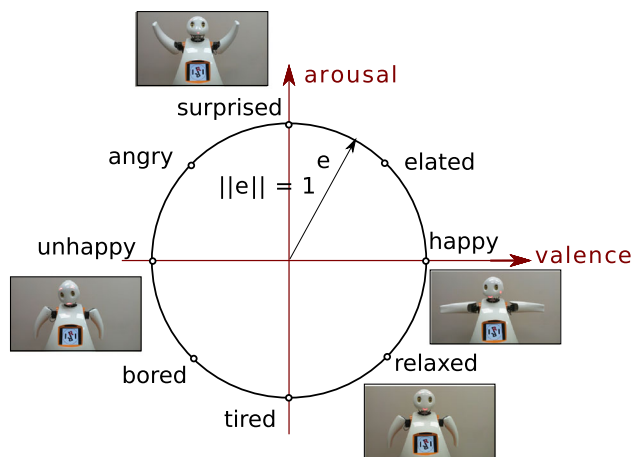 arousal
surprised
angry
e
elated
||e|| = 1
unhappy
happy
valence
bored
relaxed
tired